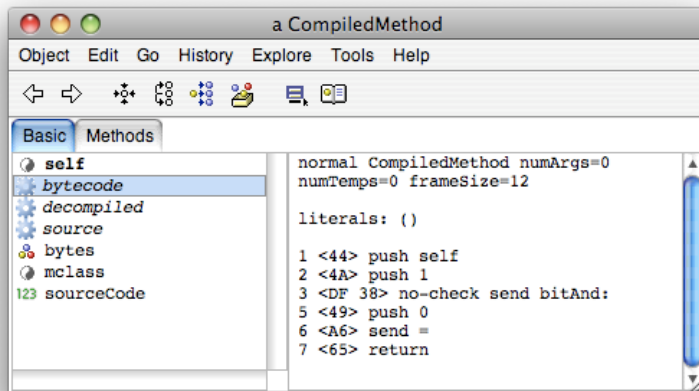 a CompiledMethod
Object Edit Go History Explore Tools Help
Basic Methods
self
bytecode
decompiled
source
bytes
mclass
123 sourceCode
normal CompiledMethod numArgs=0
numTemps=0 frameSize=12
literals: ()
1 <44> push self
2 <4A> push 1
3 <DF 38> no-check send bitAnd:
5 <49> push 0
6 <A6> send =
7 <65> return